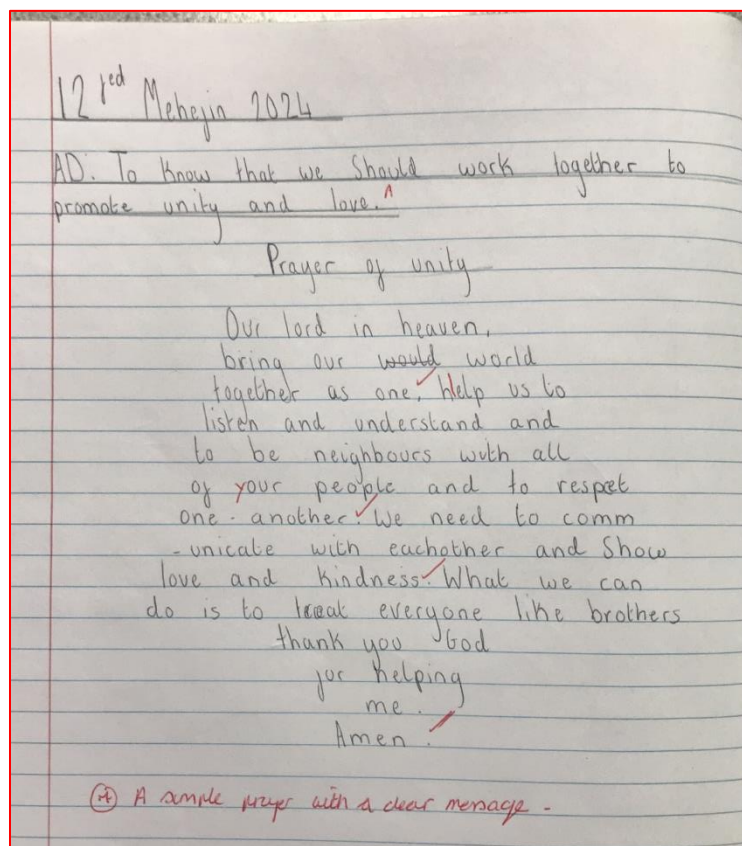 12fed Mehejin 2024
AD: To Know that we Should work together to
promote unity and love. A
Prayer of unity
Our lord in heaven,
bring our would world
together as one. Help us to
listen and understand and
to be neighbours with all
of your people and to respet
one - another. We need to comm
- unicate with eachother and Show
love and kindness. What we can
do is to treat everyone like brothers
thank you God
for helping
me.
Amen.
A simple prayer with a clear message.